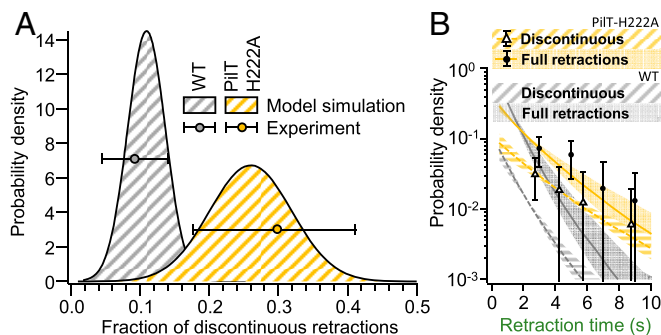 A
Probability density
14
12
10
8
6
4
2
0
0.0 0.1 0.2 0.3 0.4 0.5
Fraction of discontinuous retractions
WT
PilT
H222A
Model simulation
Experiment
B
PilT-H222A
Discontinuous
Full retractions
WT
Discontinuous
Full retractions
Probability density
10^0
10^-1
10^-2
10^-3
0 2 4 6 8 10
Retraction time (s)